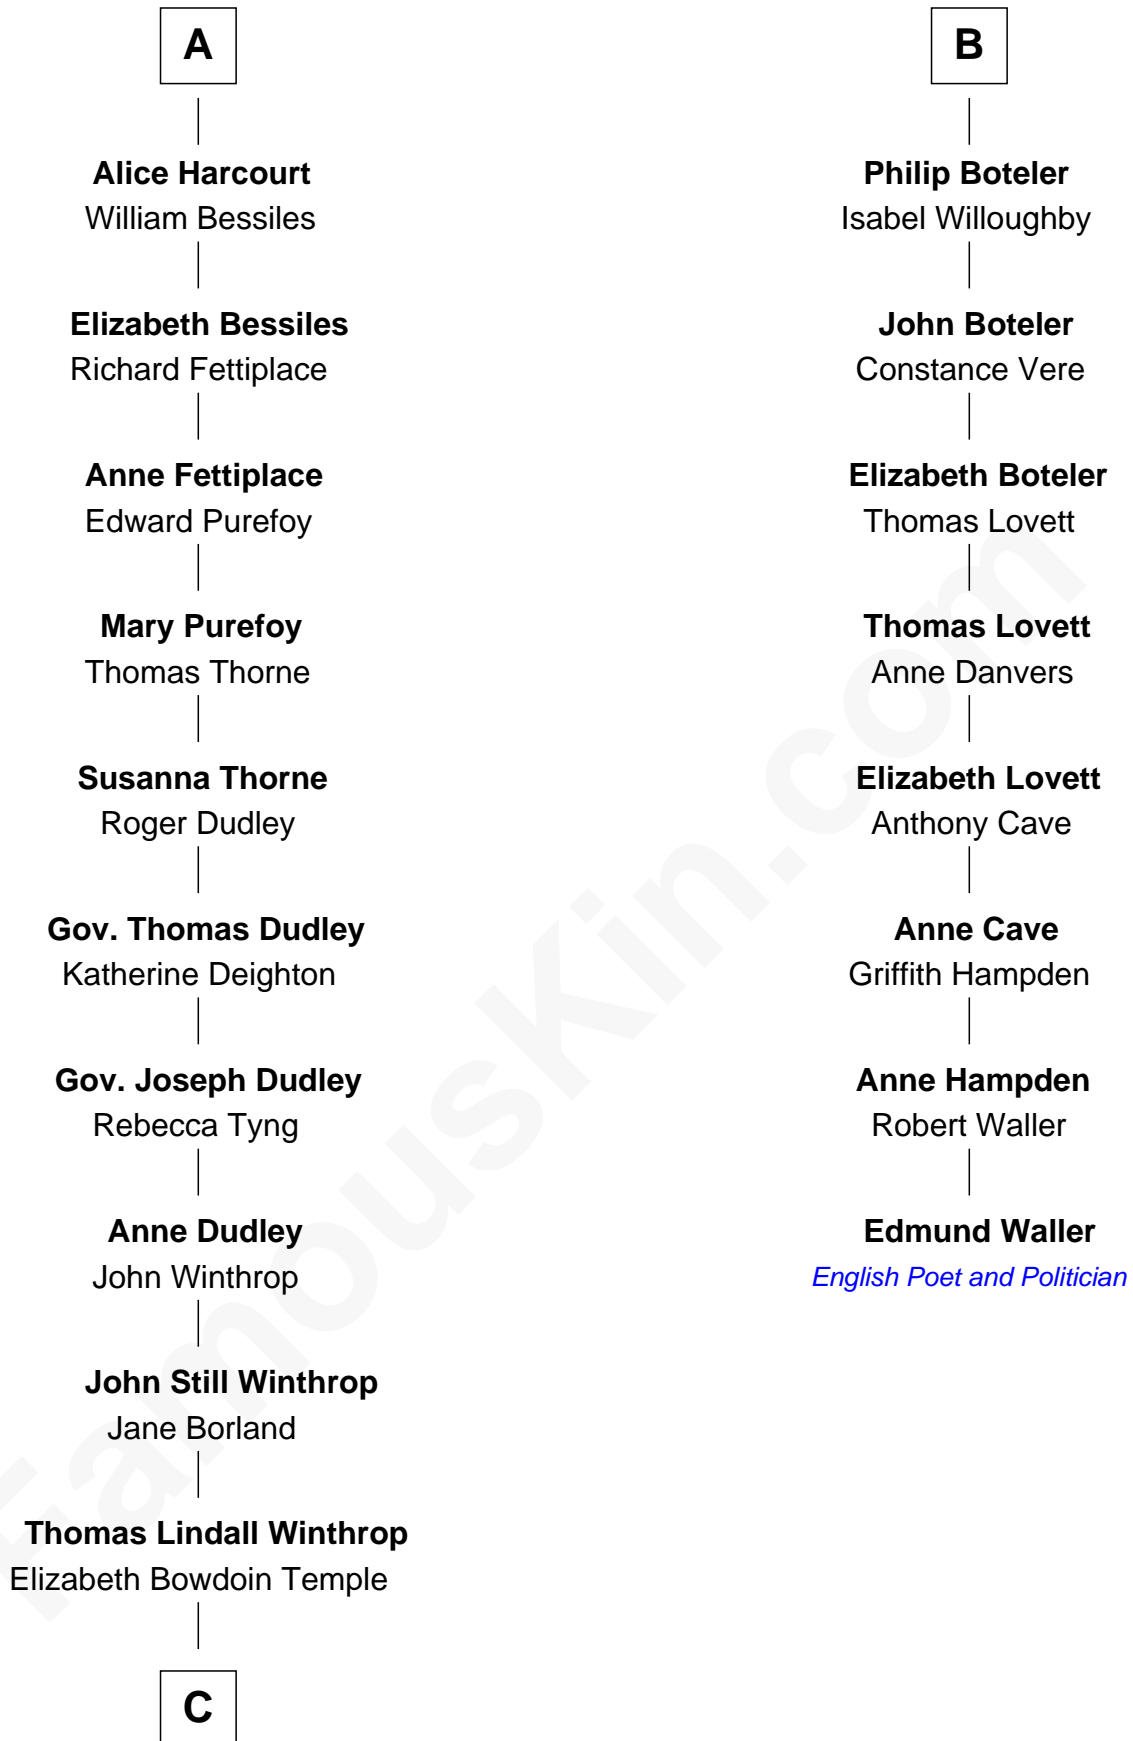 A
Alice Harcourt
William Bessiles
Elizabeth Bessiles
Richard Fettiplace
Anne Fettiplace
Edward Purefoy
Mary Purefoy
Thomas Thorne
Susanna Thorne
Roger Dudley
Gov. Thomas Dudley
Katherine Deighton
Gov. Joseph Dudley
Rebecca Tyng
Anne Dudley
John Winthrop
John Still Winthrop
Jane Borland
Thomas Lindall Winthrop
Elizabeth Bowdoin Temple
C
B
Philip Boteler
Isabel Willoughby
John Boteler
Constance Vere
Elizabeth Boteler
Thomas Lovett
Thomas Lovett
Anne Danvers
Elizabeth Lovett
Anthony Cave
Anne Cave
Griffith Hampden
Anne Hampden
Robert Waller
Edmund Waller
English Poet and Politician
FamousKin.com